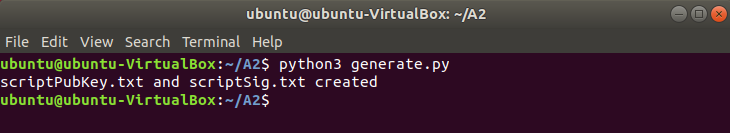 ubuntu@ubuntu-VirtualBox: ~/A2
File Edit View Search Terminal Help
ubuntu@ubuntu-VirtualBox:~/A2$ python3 generate.py
scriptPubKey.txt and scriptSig.txt created
ubuntu@ubuntu-VirtualBox:~/A2$